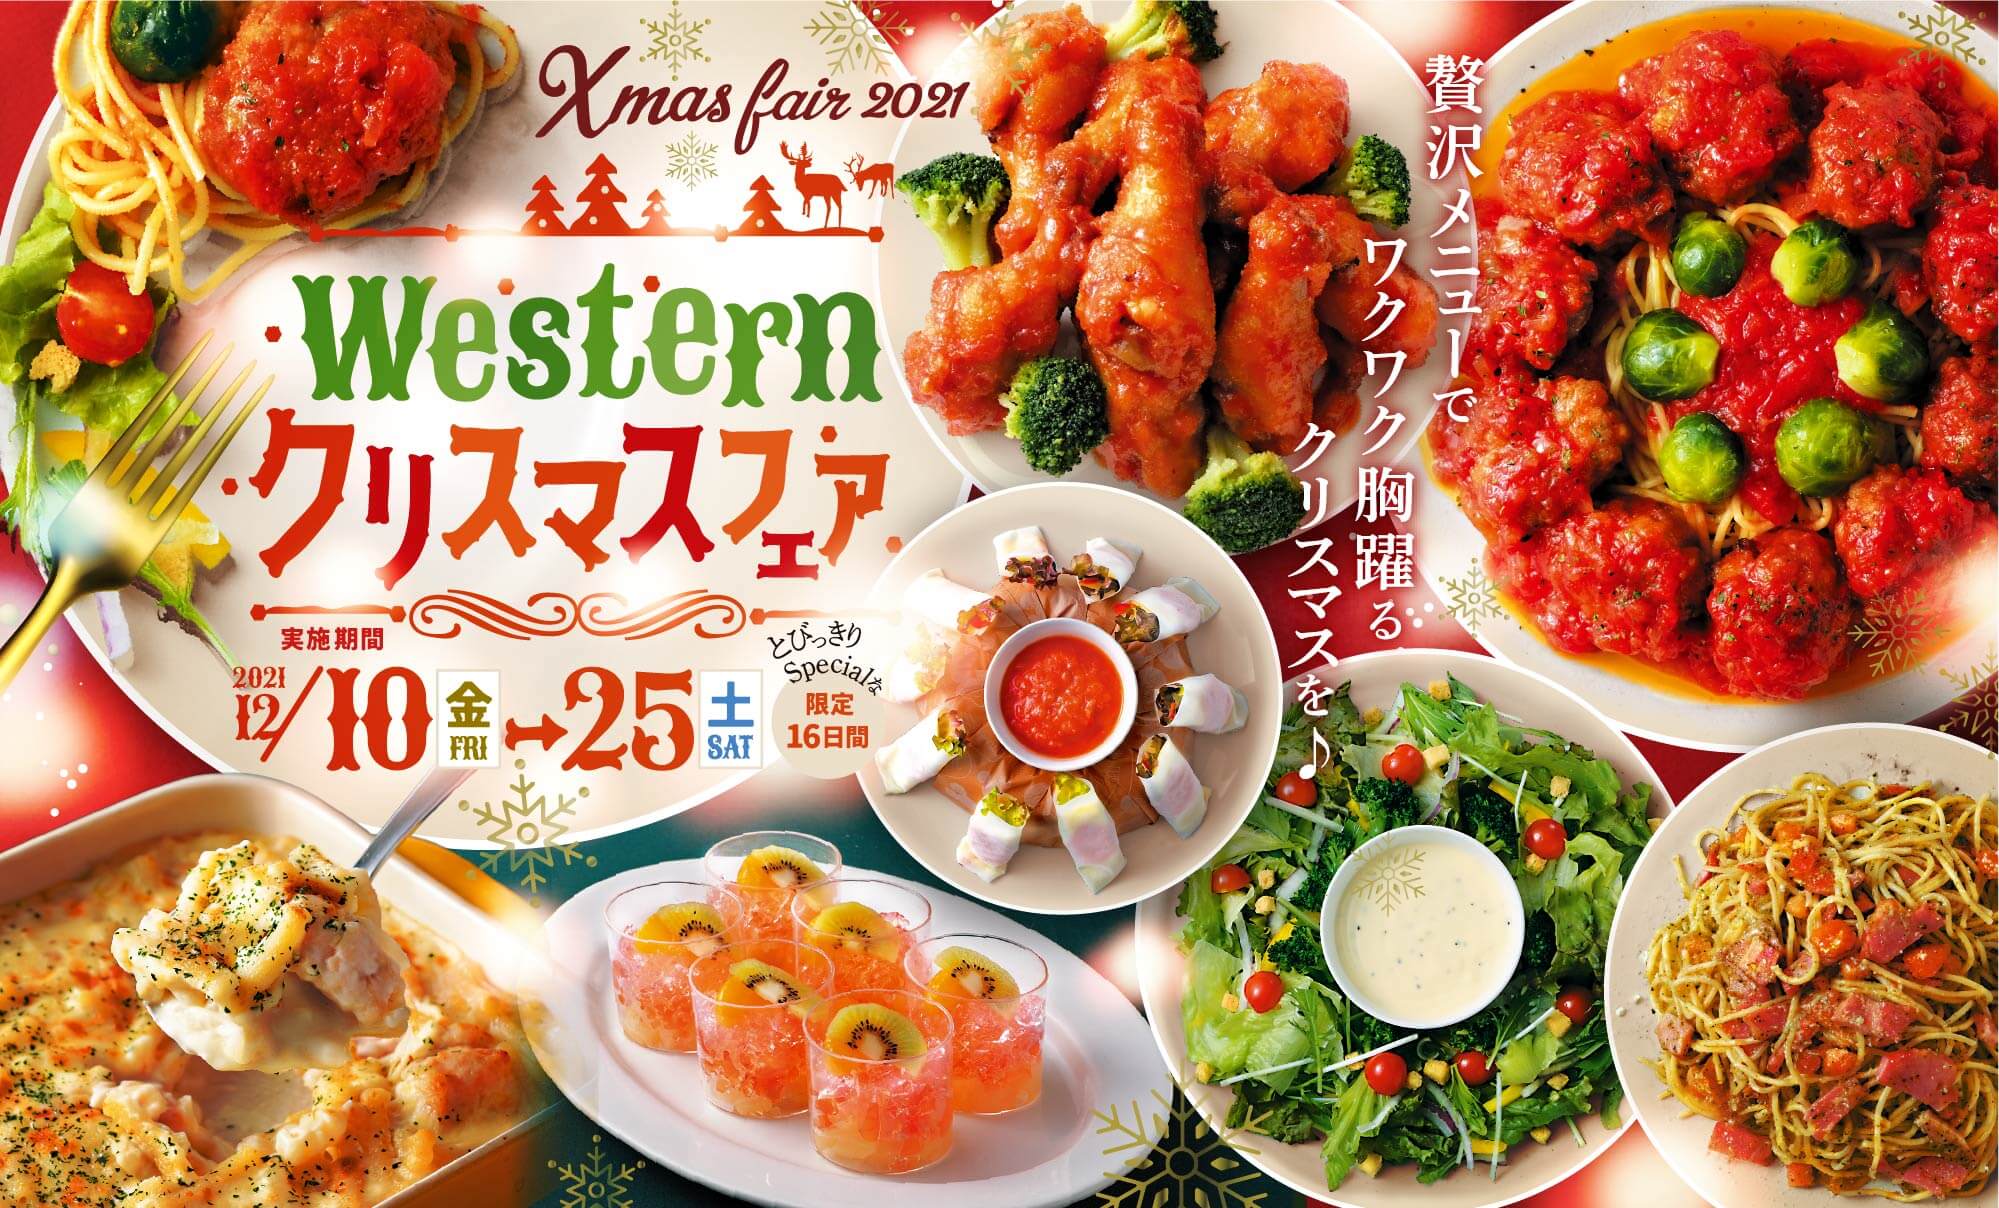 Xmas fair 2021
Western
クリスマスフェア
実施期間
2021
12/10 金 FRI 25 土 SAT
とびっきり
Specialな
限定
16日間
贅沢メニューで
ワクワク胸躍る
クリスマスを♪